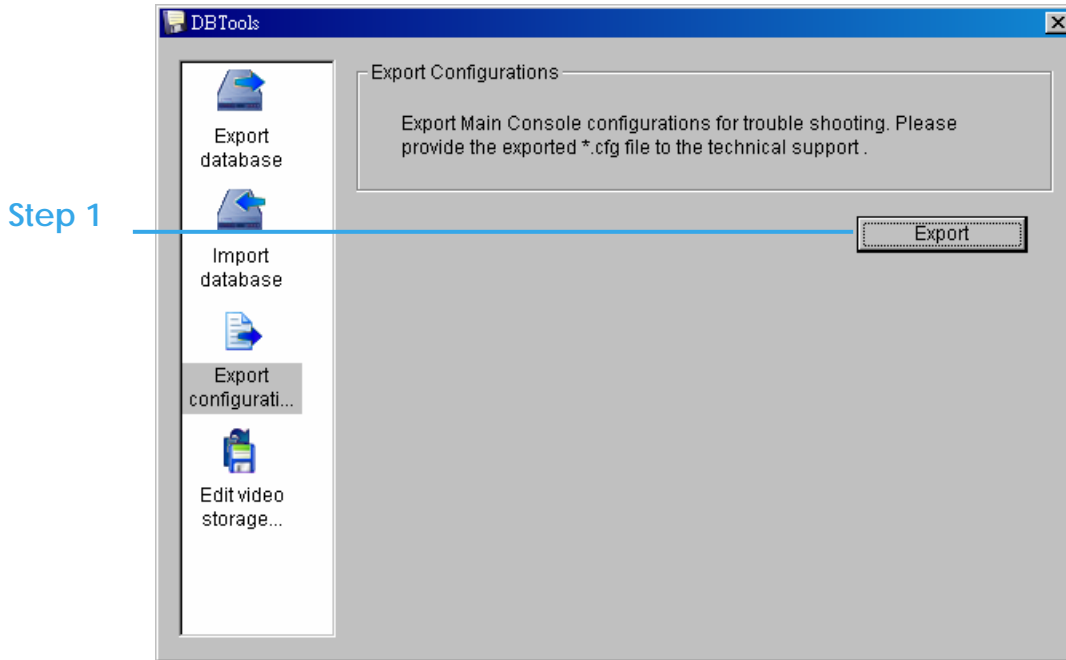 DBTools
Export
database
Import
database
Export
configurati...
Edit video
storage...
Export Configurations
Export Main Console configurations for trouble shooting. Please
provide the exported *.cfg file to the technical support .
Step 1
Export